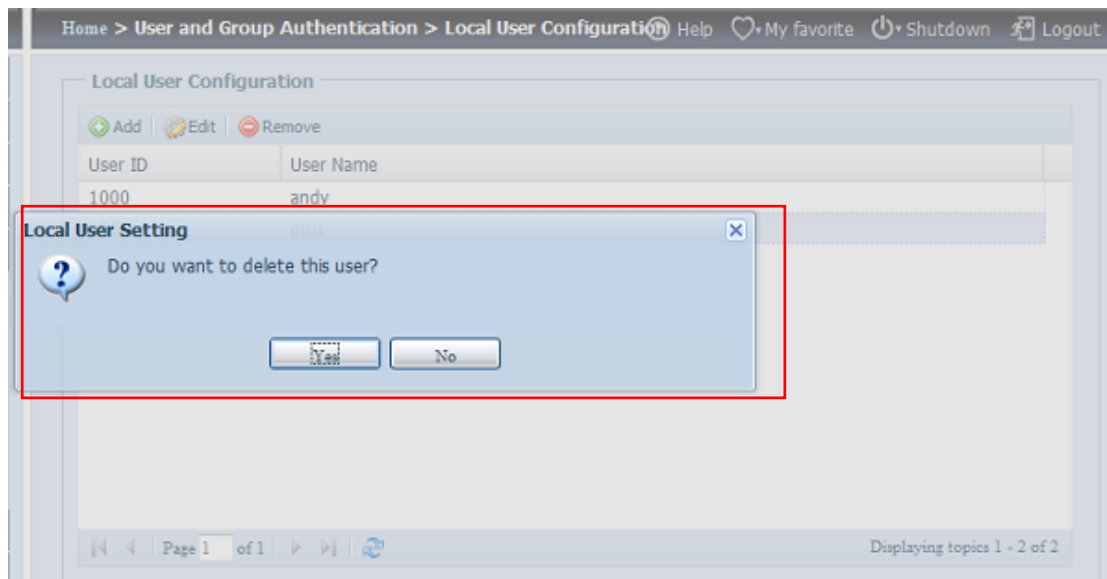 Home > User and Group Authentication > Local User Configuration Help My favorite Shutdown Logout
Local User Configuration
Add Edit Remove
User ID User Name
1000 andy
pm1
Local User Setting
Do you want to delete this user?
Yes No
Page 1 of 1 Displaying topics 1 - 2 of 2